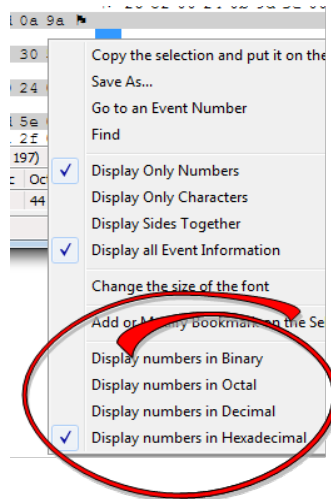 0a 9a
30
Copy the selection and put it on the
Save As...
24
Go to an Event Number
5e
Find
2f
197)
Display Only Numbers
Oc
Display Only Characters
44
Display Sides Together
Display all Event Information
Change the size of the font
Add or Modify Bookmark on the Se
Display numbers in Binary
Display numbers in Octal
Display numbers in Decimal
Display numbers in Hexadecimal